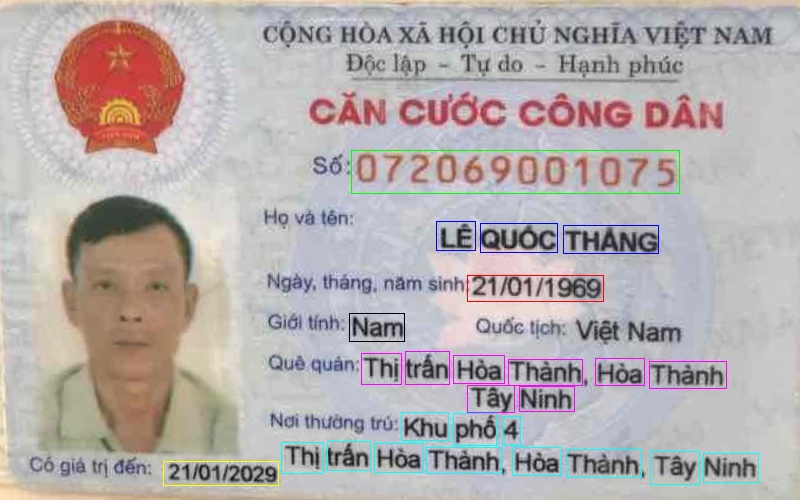 CỘNG HÒA XÃ HỘI CHỦ NGHĨA VIỆT NAM
Độc lập - Tự do - Hạnh phúc
CĂN CƯỚC CÔNG DÂN
Số: 072069001075
Họ và tên:
LÊ QUỐC THẮNG
Ngày, tháng, năm sinh: 21/01/1969
Giới tính: Nam Quốc tịch: Việt Nam
Quê quán: Thị trấn Hòa Thành, Hòa Thành
Tây Ninh
Nơi thường trú: Khu phố 4
Thị trấn Hòa Thành, Hòa Thành, Tây Ninh
Có giá trị đến: 21/01/2029